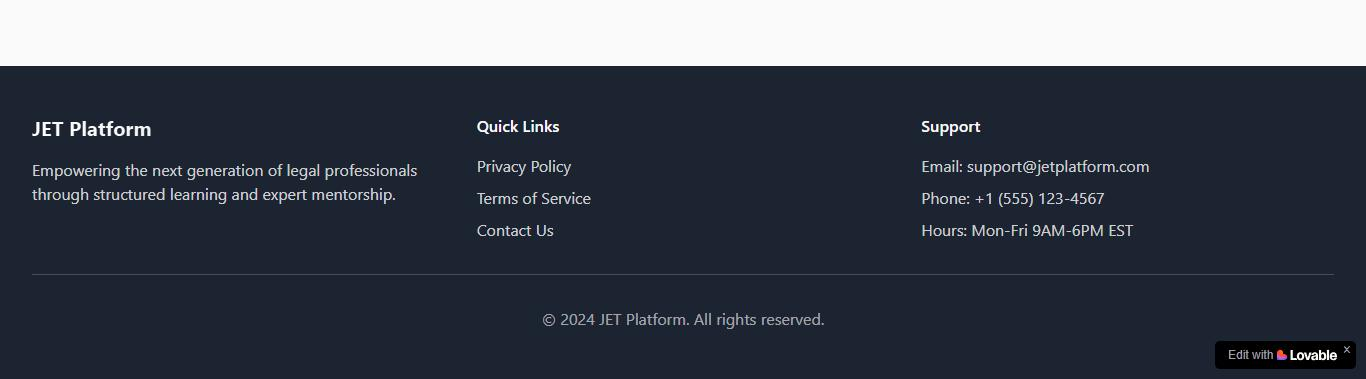 JET Platform
Empowering the next generation of legal professionals
through structured learning and expert mentorship.
Quick Links
Privacy Policy
Terms of Service
Contact Us
Support
Email: support@jetplatform.com
Phone: +1 (555) 123-4567
Hours: Mon-Fri 9AM-6PM EST
© 2024 JET Platform. All rights reserved.
Edit with Lovable x